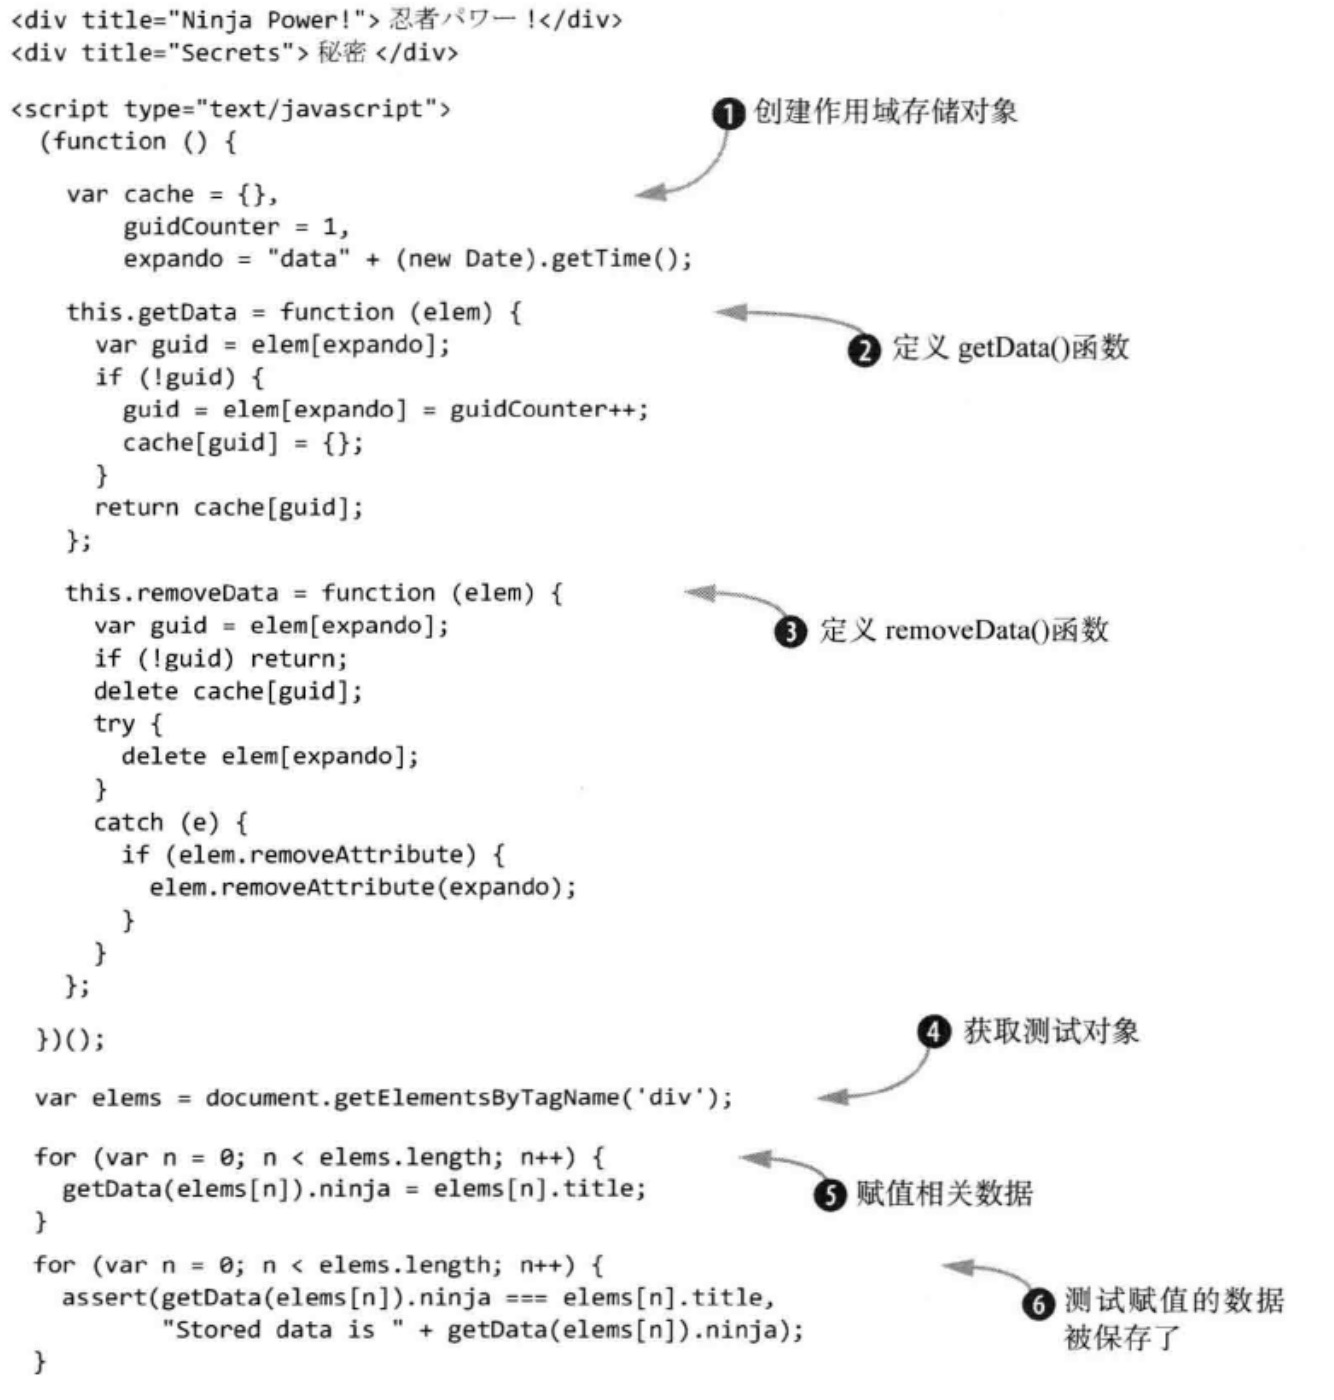 <div title="Ninja Power!">忍者パワー!</div>
<div title="Secrets">秘密</div>
<script type="text/javascript">
❶ 创建作用域存储对象
(function () {
var cache = {},
guidCounter = 1,
expando = "data" + (new Date).getTime();
this.getData = function (elem) {
var guid = elem[expando];
❷ 定义 getData()函数
if (!guid) {
guid = elem[expando] = guidCounter++;
cache[guid] = {};
}
return cache[guid];
};
this.removeData = function (elem) {
var guid = elem[expando];
❸ 定义 removeData()函数
if (!guid) return;
delete cache[guid];
try {
delete elem[expando];
}
catch (e) {
if (elem.removeAttribute) {
elem.removeAttribute(expando);
}
}
};
})();
❹ 获取测试对象
var elems = document.getElementsByTagName('div');
for (var n = 0; n < elems.length; n++) {
getData(elems[n]).ninja = elems[n].title;
❺ 赋值相关数据
}
for (var n = 0; n < elems.length; n++) {
assert(getData(elems[n]).ninja === elems[n].title,
❻ 测试赋值的数据
"Stored data is " + getData(elems[n]).ninja);
被保存了
}